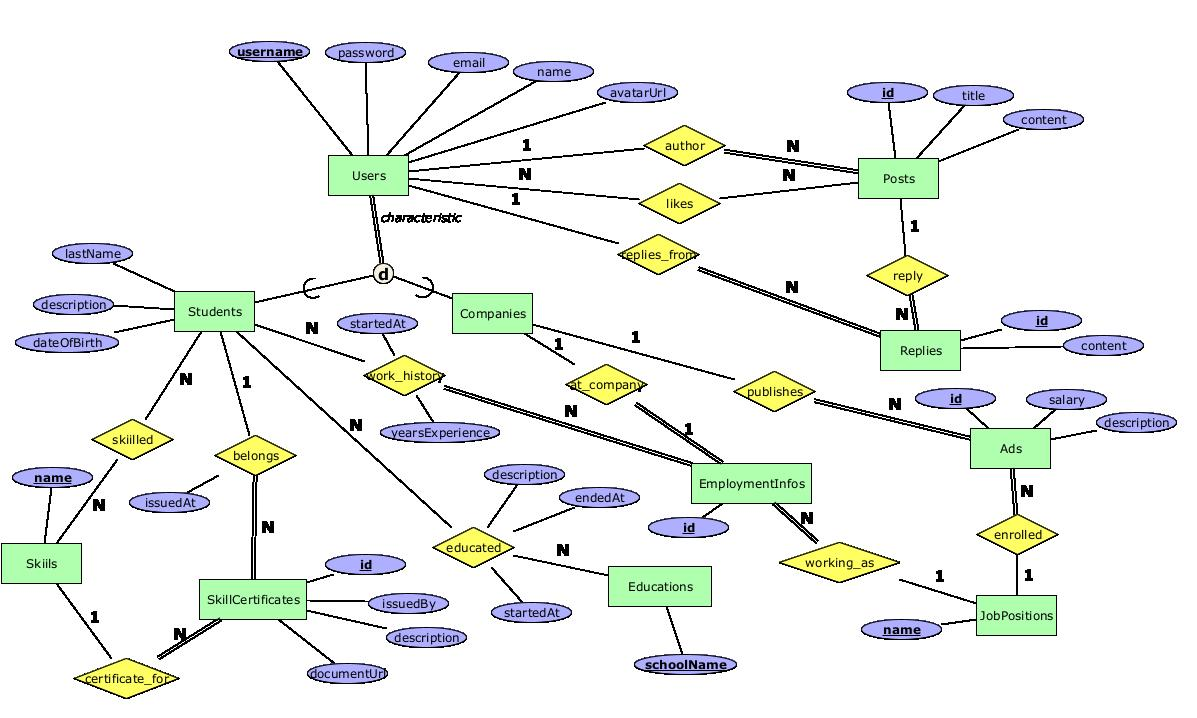 username
password
email
name
avatarUrl
id
title
content
1
author
N
Users
N
likes
N
Posts
1
characteristic
replies_from
1
reply
N
N
id
Replies
content
d
lastName
description
dateOfBirth
Students
Companies
N
startedAt
work_history
yearsExperience
1
at_company
1
1
publishes
N
id
salary
description
Ads
N
EmploymentInfos
id
N
1
N
skiilled
N
belongs
issuedAt
N
name
Skiils
N
description
endedAt
educated
N
startedAt
Educations
schoolName
N
enrolled
1
working_as
1
JobPositions
name
id
SkillCertificates
issuedBy
description
documentUrl
1
N
certificate_for